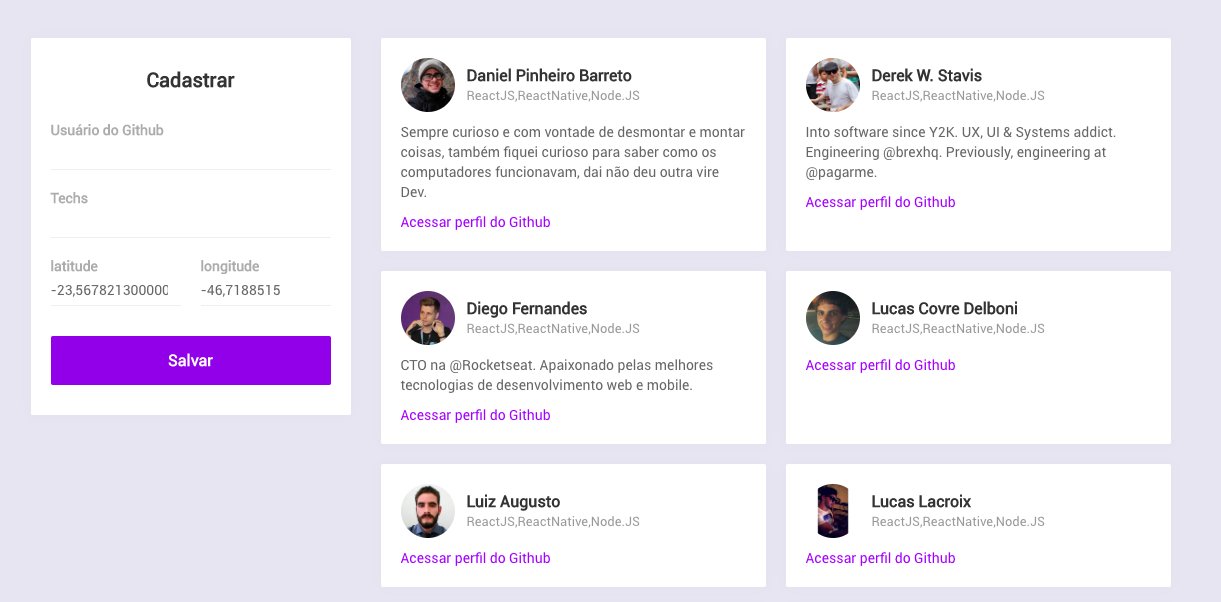 Cadastrar
Usuário do Github
Techs
latitude
longitude
-23,567821300000
-46,7188515
Salvar
Daniel Pinheiro Barreto
ReactJS,ReactNative,Node.JS
Sempre curioso e com vontade de desmontar e montar
coisas, também fiquei curioso para saber como os
computadores funcionavam, dai não deu outra vire
Dev.
Acessar perfil do Github
Derek W. Stavis
ReactJS,ReactNative,Node.JS
Into software since Y2K. UX, UI & Systems addict.
Engineering @brexhq. Previously, engineering at
@pagarme.
Acessar perfil do Github
Diego Fernandes
ReactJS,ReactNative,Node.JS
CTO na @Rocketseat. Apaixonado pelas melhores
tecnologias de desenvolvimento web e mobile.
Acessar perfil do Github
Lucas Covre Delboni
ReactJS,ReactNative,Node.JS
Acessar perfil do Github
Luiz Augusto
ReactJS,ReactNative,Node.JS
Acessar perfil do Github
Lucas Lacroix
ReactJS,ReactNative,Node.JS
Acessar perfil do Github